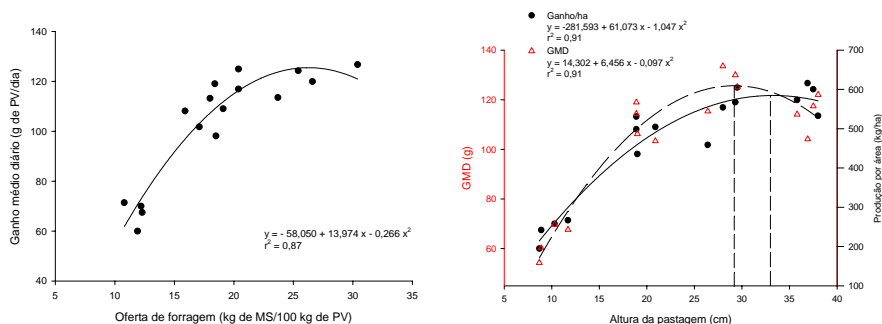 140
120
100
80
60
40
Ganho médio diário (g de PV/dia)
y = - 58,050 + 13,974 x - 0,266 x²
r² = 0,87
5 10 15 20 25 30 35
Oferta de forragem (kg de MS/100 kg de PV)
Ganho/ha
y = -281,593 + 61,073 x - 1,047 x²
r² = 0,91
GMD
y = 14,302 + 6,456 x - 0,097 x²
r² = 0,91
140
120
100
80
60
GMD (g)
700
600
500
400
300
200
100
Produção por área (kg/ha)
5 10 15 20 25 30 35 40
Altura da pastagem (cm)